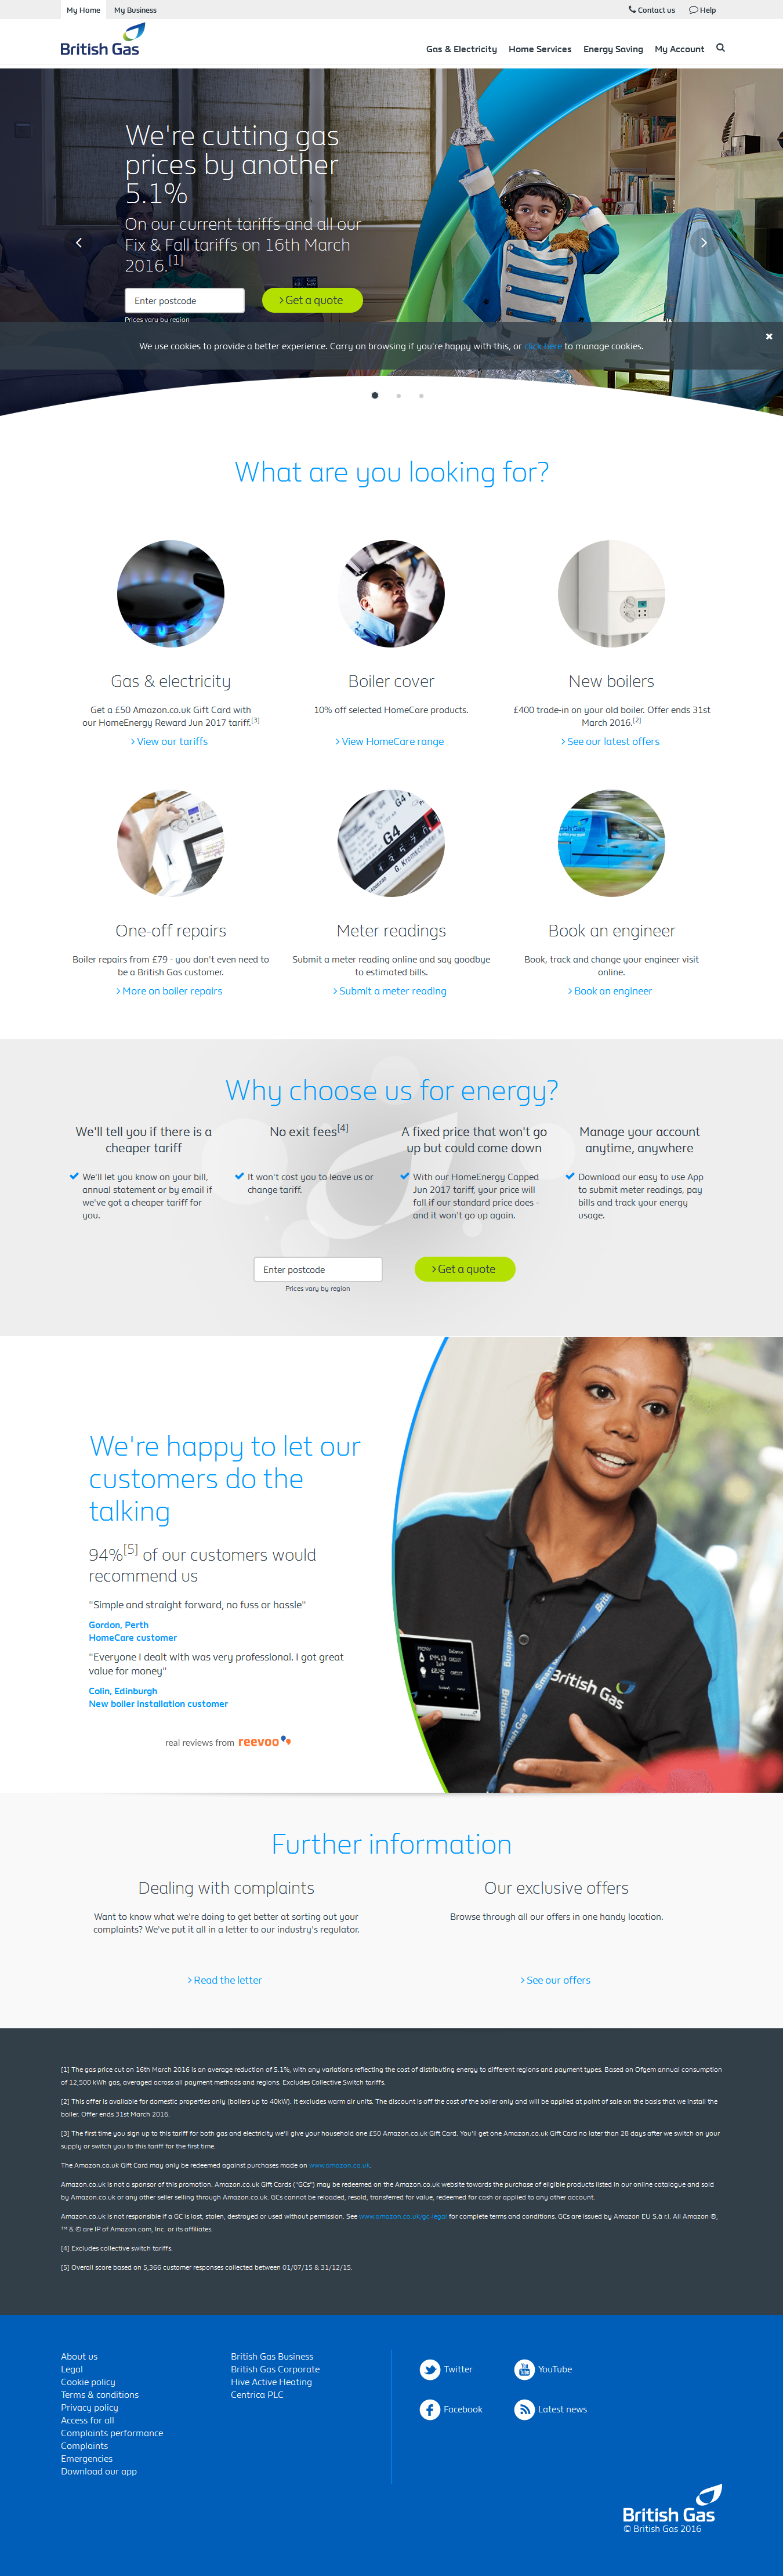 My Home
My Business
Contact us
Help
British Gas
Gas & Electricity
Home Services
Energy Saving
My Account
We're cutting gas
prices by another
5.1%
On our current tariffs and all our
Fix & Fall tariffs on 16th March
2016.[1]
Enter postcode
Get a quote
Prices vary by region
We use cookies to provide a better experience. Carry on browsing if you're happy with this, or click here to manage cookies.
What are you looking for?
Gas & electricity
Get a £50 Amazon.co.uk Gift Card with
our HomeEnergy Reward Jun 2017 tariff.[3]
View our tariffs
Boiler cover
10% off selected HomeCare products.
View HomeCare range
New boilers
£400 trade-in on your old boiler. Offer ends 31st
March 2016.[2]
See our latest offers
G4
One-off repairs
Boiler repairs from £79 - you don't even need to
be a British Gas customer.
More on boiler repairs
Meter readings
Submit a meter reading online and say goodbye
to estimated bills.
Submit a meter reading
Book an engineer
Book, track and change your engineer visit
online.
Book an engineer
Why choose us for energy?
We'll tell you if there is a
cheaper tariff
We'll let you know on your bill,
annual statement or by email if
we've got a cheaper tariff for
you.
No exit fees[4]
It won't cost you to leave us or
change tariff.
A fixed price that won't go
up but could come down
With our HomeEnergy Capped
Jun 2017 tariff, your price will
fall if our standard price does -
and it won't go up again.
Manage your account
anytime, anywhere
Download our easy to use App
to submit meter readings, pay
bills and track your energy
usage.
Enter postcode
Get a quote
Prices vary by region
We're happy to let our
customers do the
talking
94%[5] of our customers would
recommend us
"Simple and straight forward, no fuss or hassle"
Gordon, Perth
HomeCare customer
"Everyone I dealt with was very professional. I got great
value for money"
Colin, Edinburgh
New boiler installation customer
real reviews from reevoo
British Gas
Further information
Dealing with complaints
Want to know what we're doing to get better at sorting out your
complaints? We've put it all in a letter to our industry's regulator.
Read the letter
Our exclusive offers
Browse through all our offers in one handy location.
See our offers
[1] The gas price cut on 16th March 2016 is an average reduction of 5.1%, with any variations reflecting the cost of distributing energy to different regions and payment types. Based on Ofgem annual consumption
of 12,500 kWh gas, averaged across all payment methods and regions. Excludes Collective Switch tariffs.
[2] This offer is available for domestic properties only (boilers up to 40kW). It excludes warm air units. The discount is off the cost of the boiler only and will be applied at point of sale on the basis that we install the
boiler. Offer ends 31st March 2016.
[3] The first time you sign up to this tariff for both gas and electricity we'll give your household one £50 Amazon.co.uk Gift Card. You'll get one Amazon.co.uk Gift Card no later than 28 days after we switch on your
supply or switch you to this tariff for the first time.
The Amazon.co.uk Gift Card may only be redeemed against purchases made on www.amazon.co.uk.
Amazon.co.uk is not a sponsor of this promotion. Amazon.co.uk Gift Cards ("GCs") may be redeemed on the Amazon.co.uk website towards the purchase of eligible products listed in our online catalogue and sold
by Amazon.co.uk or any other seller selling through Amazon.co.uk. GCs cannot be reloaded, resold, transferred for value, redeemed for cash or applied to any other account.
Amazon.co.uk is not responsible if a GC is lost, stolen, destroyed or used without permission. See www.amazon.co.uk/gc-legal for complete terms and conditions. GCs are issued by Amazon EU S.à r.l. All Amazon ®,
™ & © are IP of Amazon.com, Inc. or its affiliates.
[4] Excludes collective switch tariffs.
[5] Overall score based on 5,366 customer responses collected between 01/07/15 & 31/12/15.
About us
Legal
Cookie policy
Terms & conditions
Privacy policy
Access for all
Complaints performance
Complaints
Emergencies
Download our app
British Gas Business
British Gas Corporate
Hive Active Heating
Centrica PLC
Twitter
YouTube
Facebook
Latest news
British Gas
© British Gas 2016